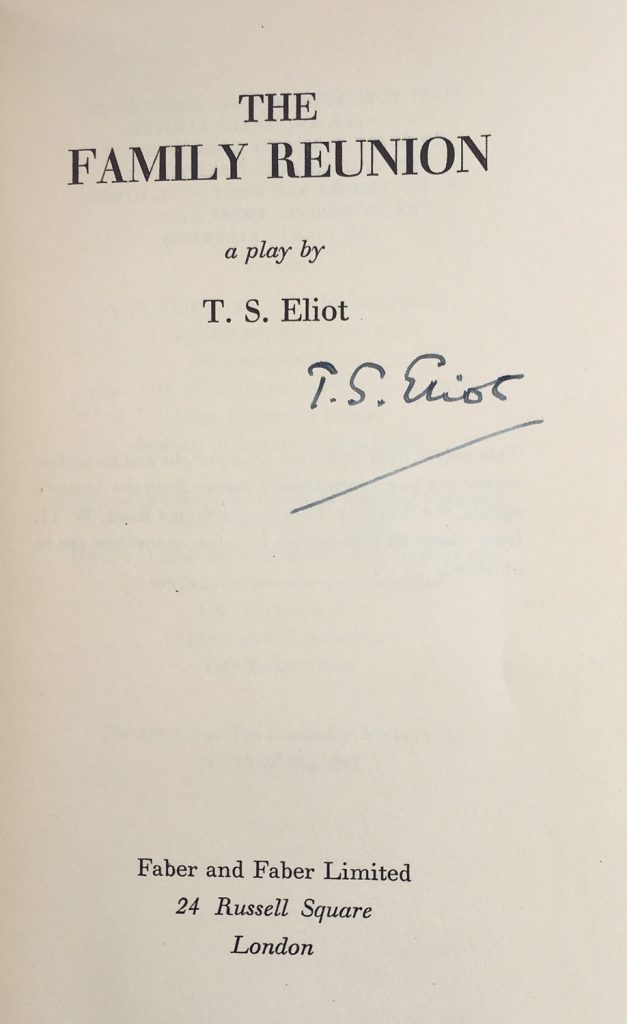 THE
FAMILY REUNION
a play by
T. S. Eliot
T. S. Eliot
Faber and Faber Limited
24 Russell Square
London